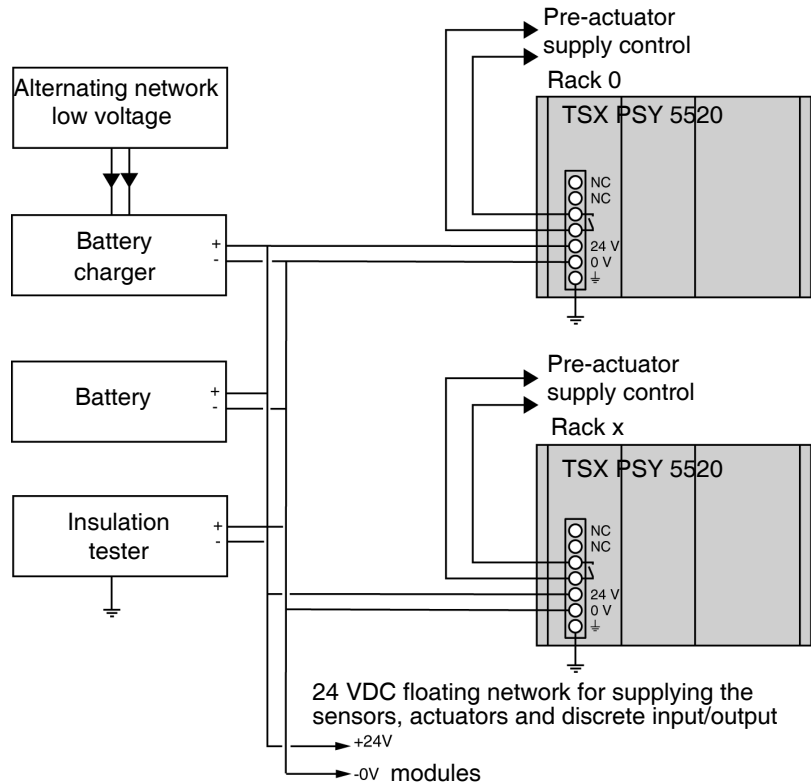 Pre-actuator
supply control
Rack 0
Alternating network
low voltage
TSX PSY 5520
NC
NC
24 V
0 V
Battery
charger
+
-
Pre-actuator
supply control
Rack x
Battery
+
-
TSX PSY 5520
NC
NC
24 V
0 V
Insulation
tester
+
-
24 VDC floating network for supplying the
sensors, actuators and discrete input/output
+24V
-0V modules